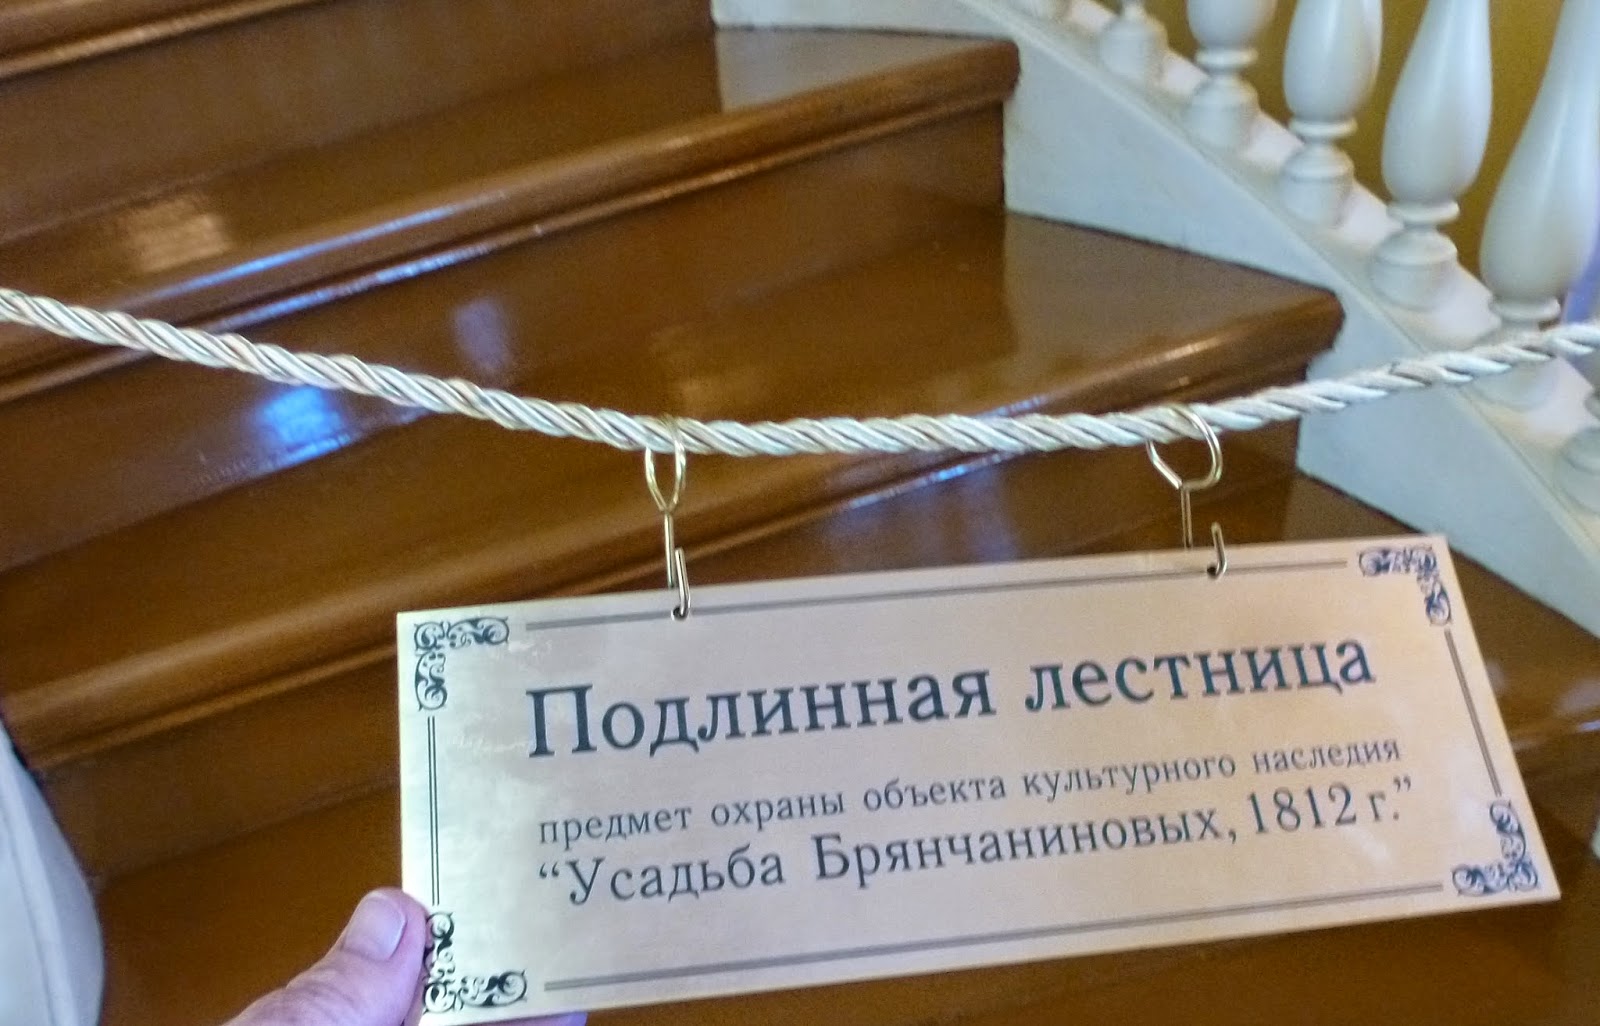 Подлинная лестница
предмет охраны объекта культурного наследия
“Усадьба Брянчаниновых, 1812 г.”